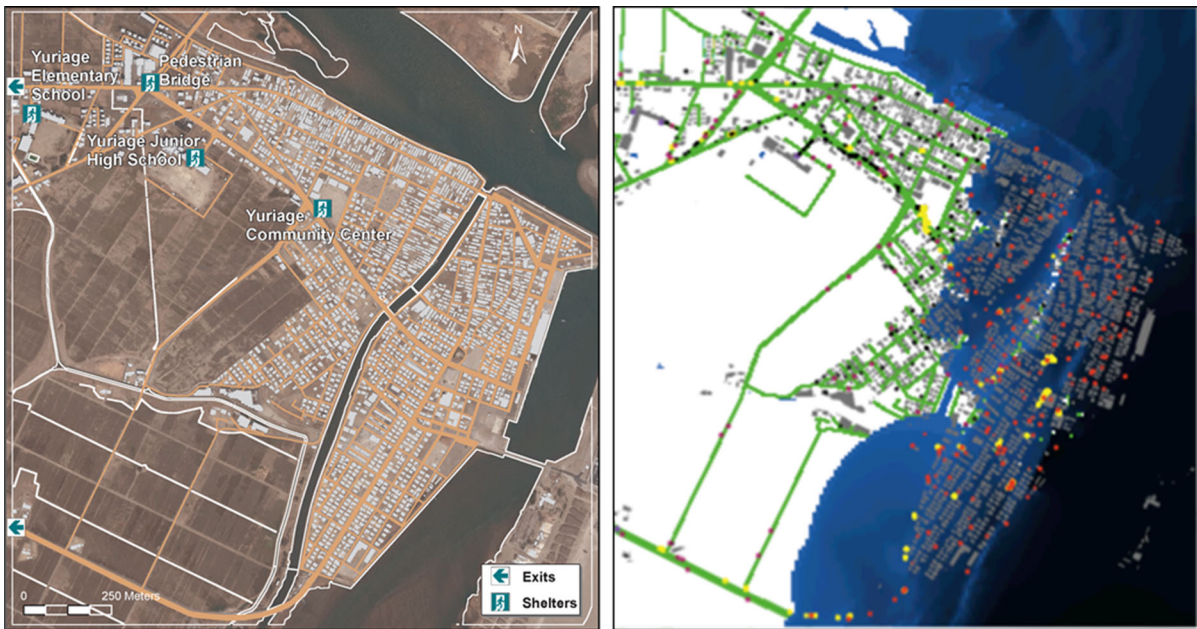 N
Yuriage
Elementary
School
Pedestrian
Bridge
Yuriage Junior
High School
Yuriage
Community Center
Exits
Shelters
0 250 Meters